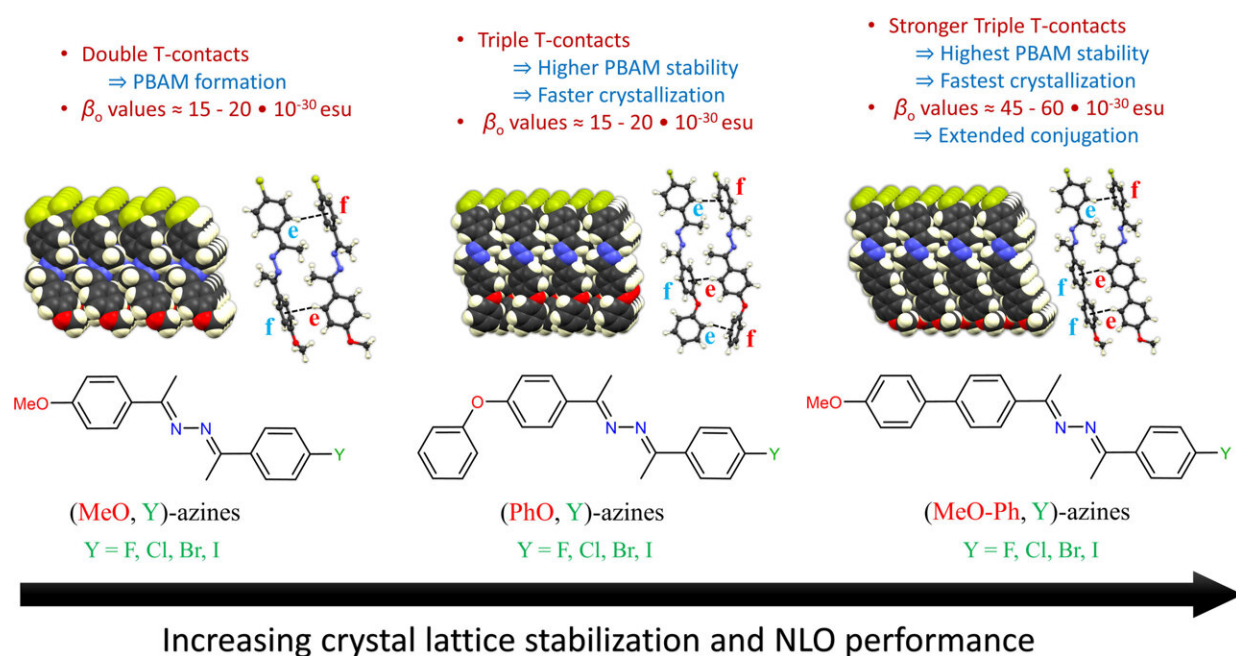 • Double T-contacts
⇒ PBAM formation
• βₒ values ≈ 15 - 20 • 10⁻³⁰ esu
• Triple T-contacts
⇒ Higher PBAM stability
⇒ Faster crystallization
• βₒ values ≈ 15 - 20 • 10⁻³⁰ esu
• Stronger Triple T-contacts
⇒ Highest PBAM stability
⇒ Fastest crystallization
• βₒ values ≈ 45 - 60 • 10⁻³⁰ esu
⇒ Extended conjugation
f
e
f
e
f
e
f
e
f
e
f
e
f
e
MeO
N
N
Y
O
N
N
Y
MeO
N
N
Y
(MeO, Y)-azines
Y = F, Cl, Br, I
(PhO, Y)-azines
Y = F, Cl, Br, I
(MeO-Ph, Y)-azines
Y = F, Cl, Br, I
Increasing crystal lattice stabilization and NLO performance